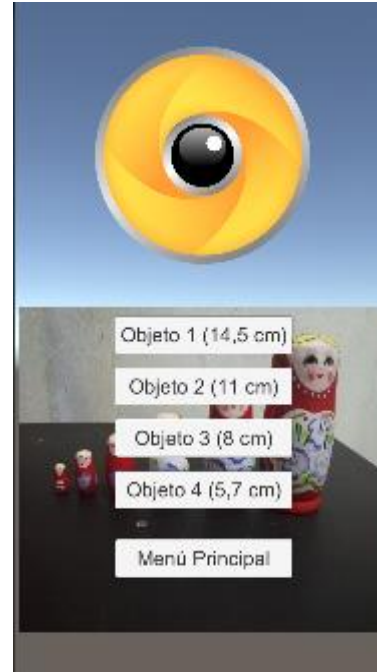 Objeto 1 (14,5 cm)
Objeto 2 (11 cm)
Objeto 3 (8 cm)
Objeto 4 (5,7 cm)
Menú Principal